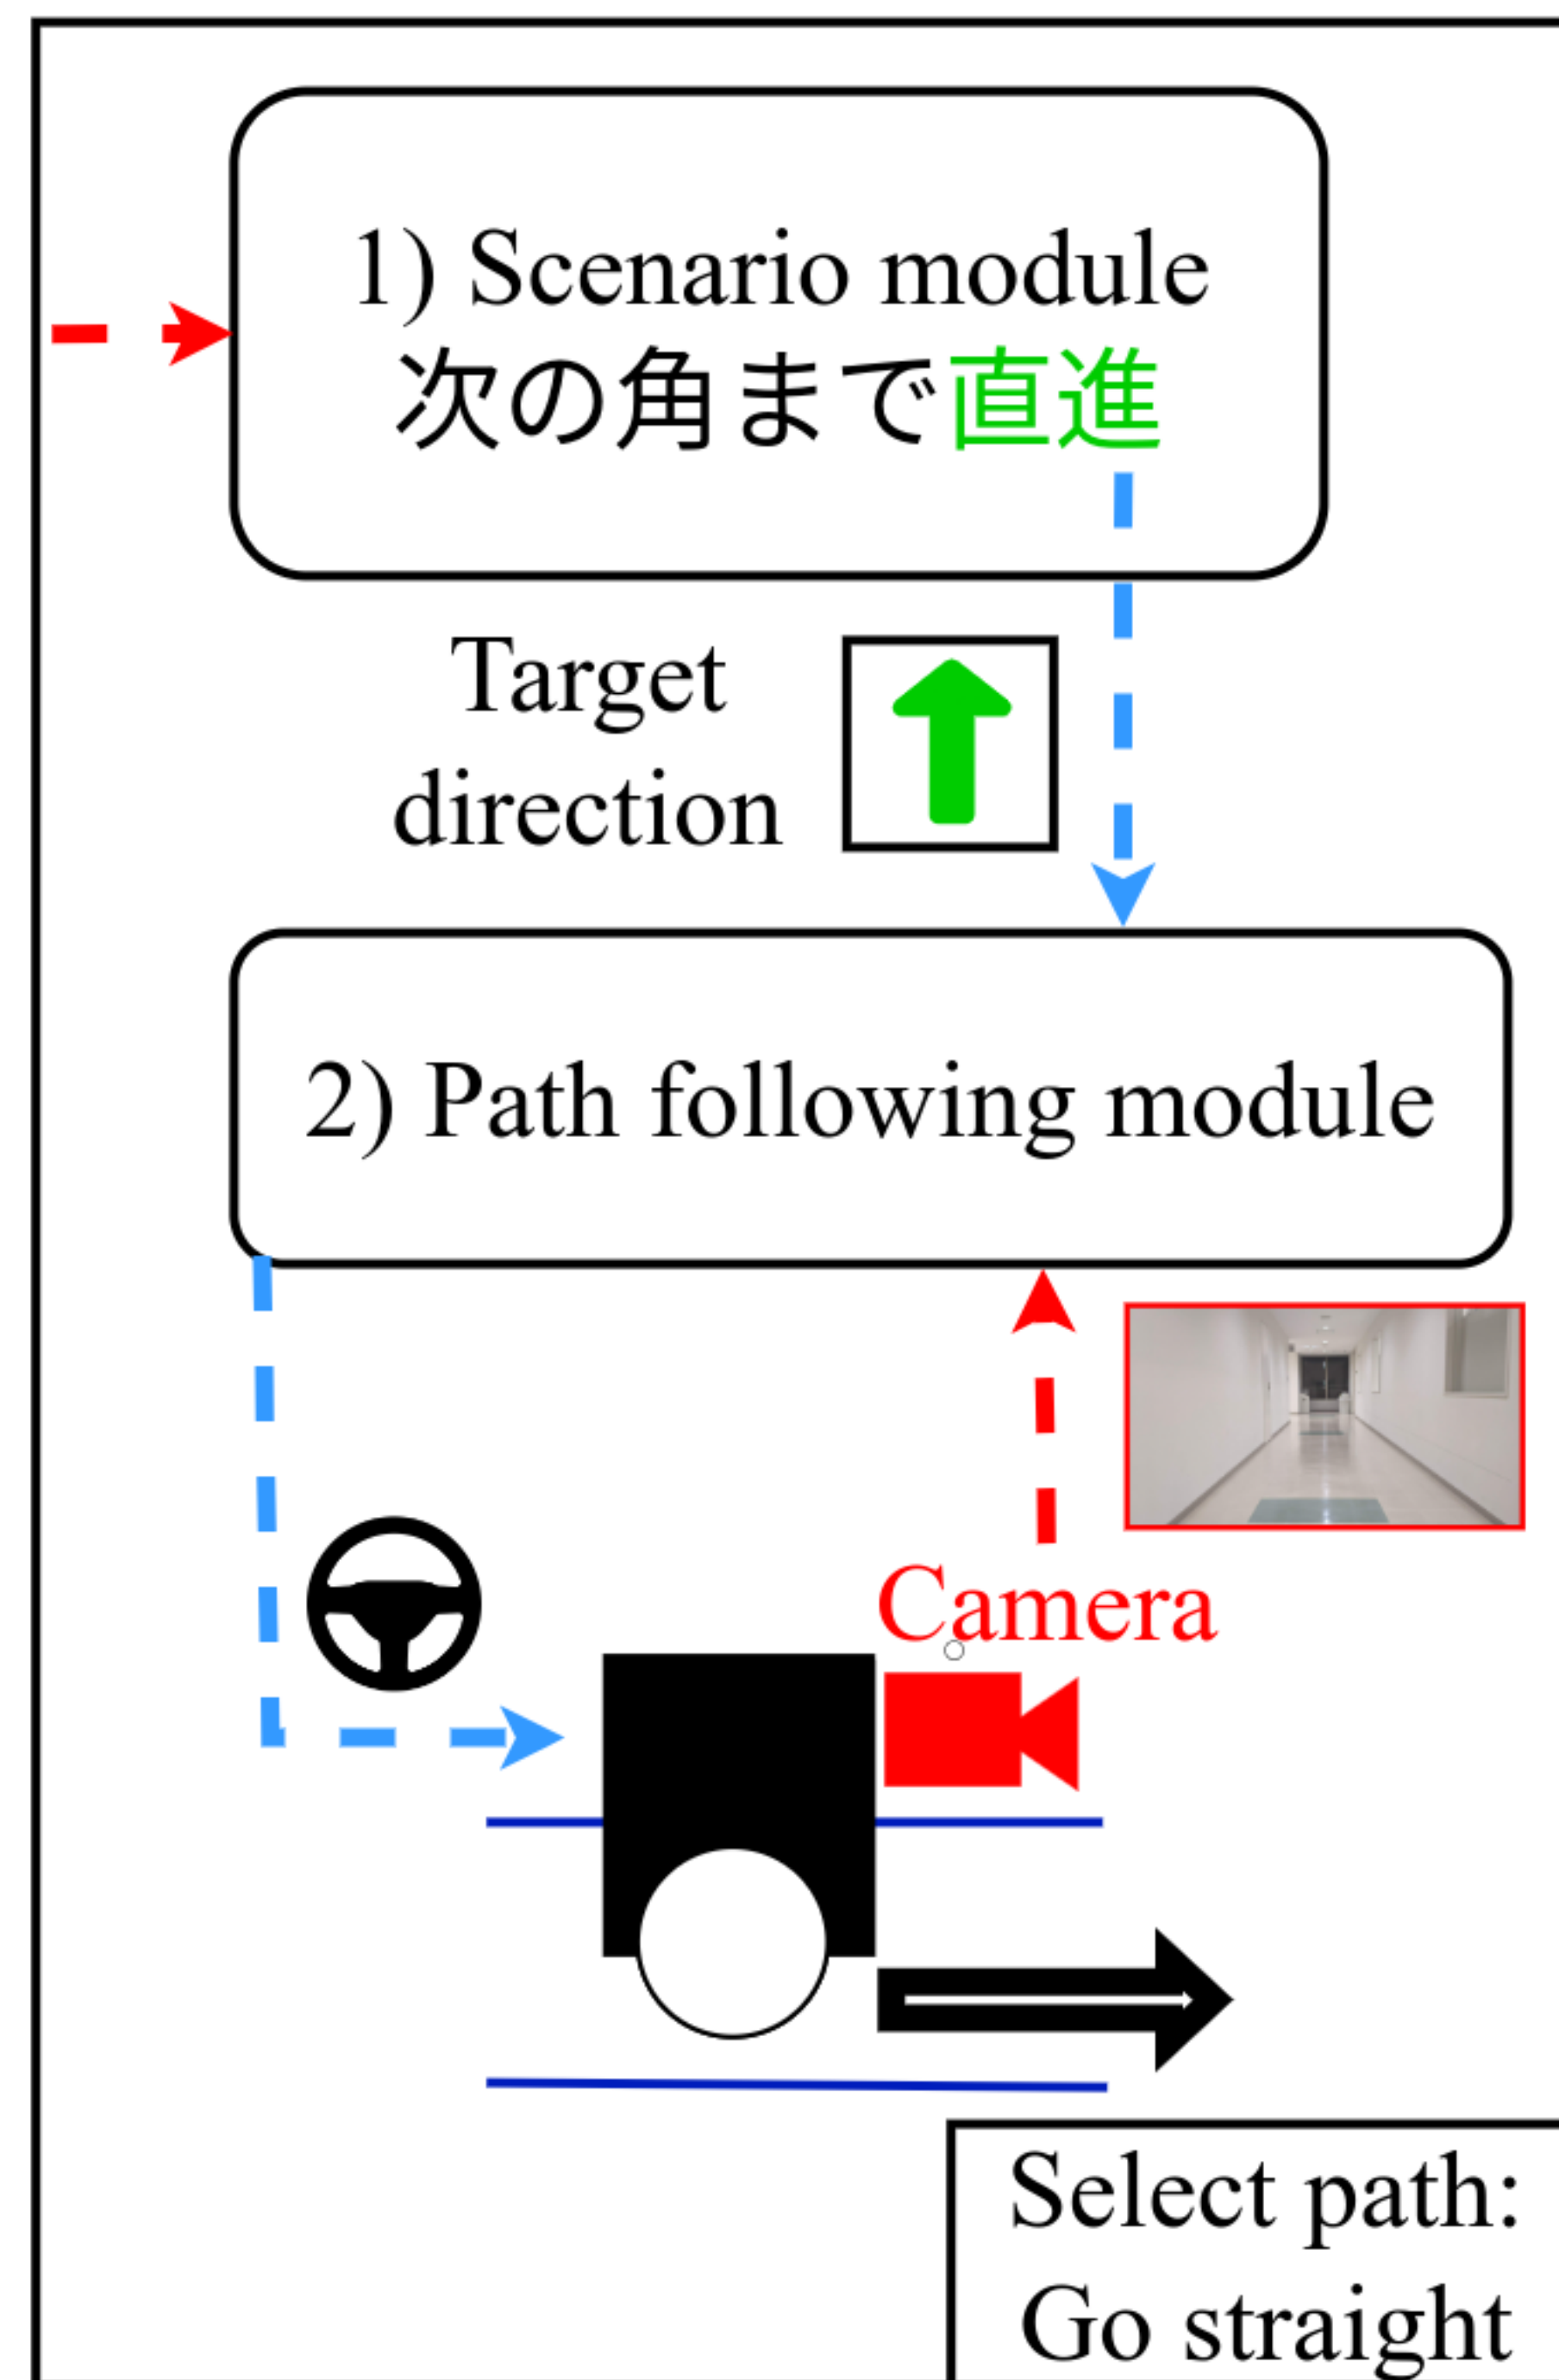 1) Scenario module
次の角まで直進
Target
direction
2) Path following module
Camera
Select path:
Go straight